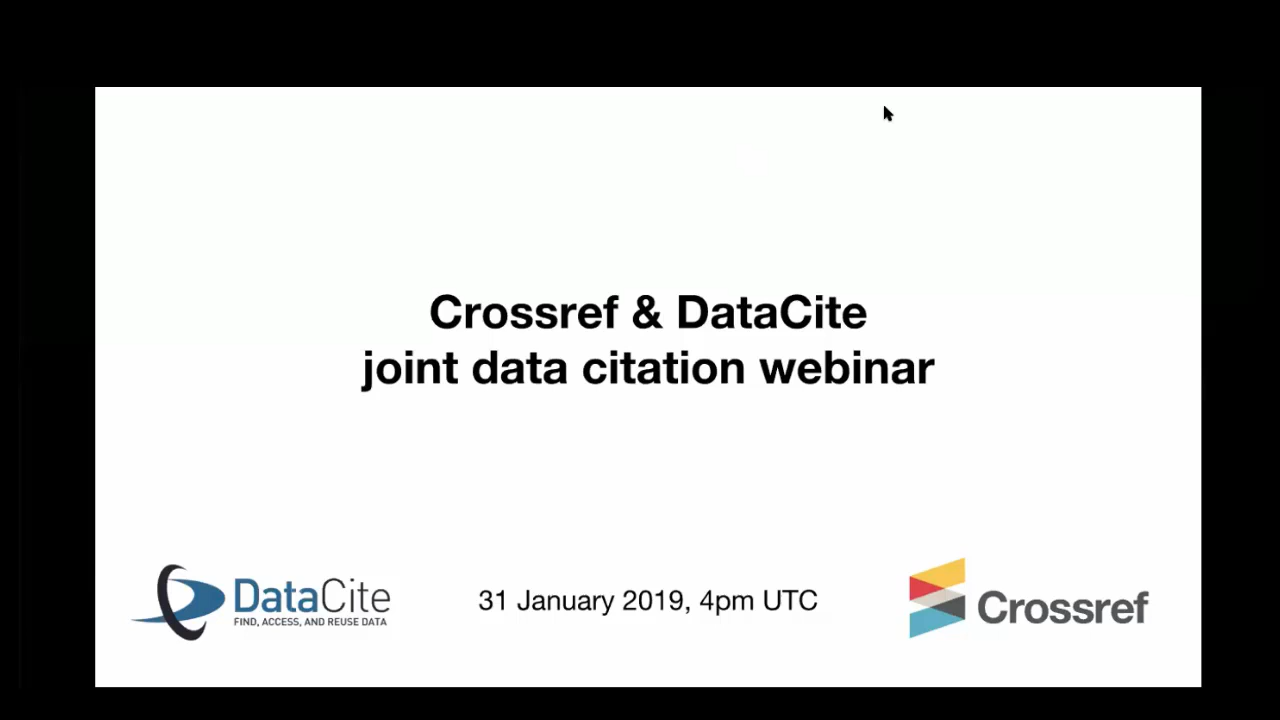 Crossref & DataCite
joint data citation webinar
DataCite
FIND, ACCESS, AND REUSE DATA
31 January 2019, 4pm UTC
Crossref